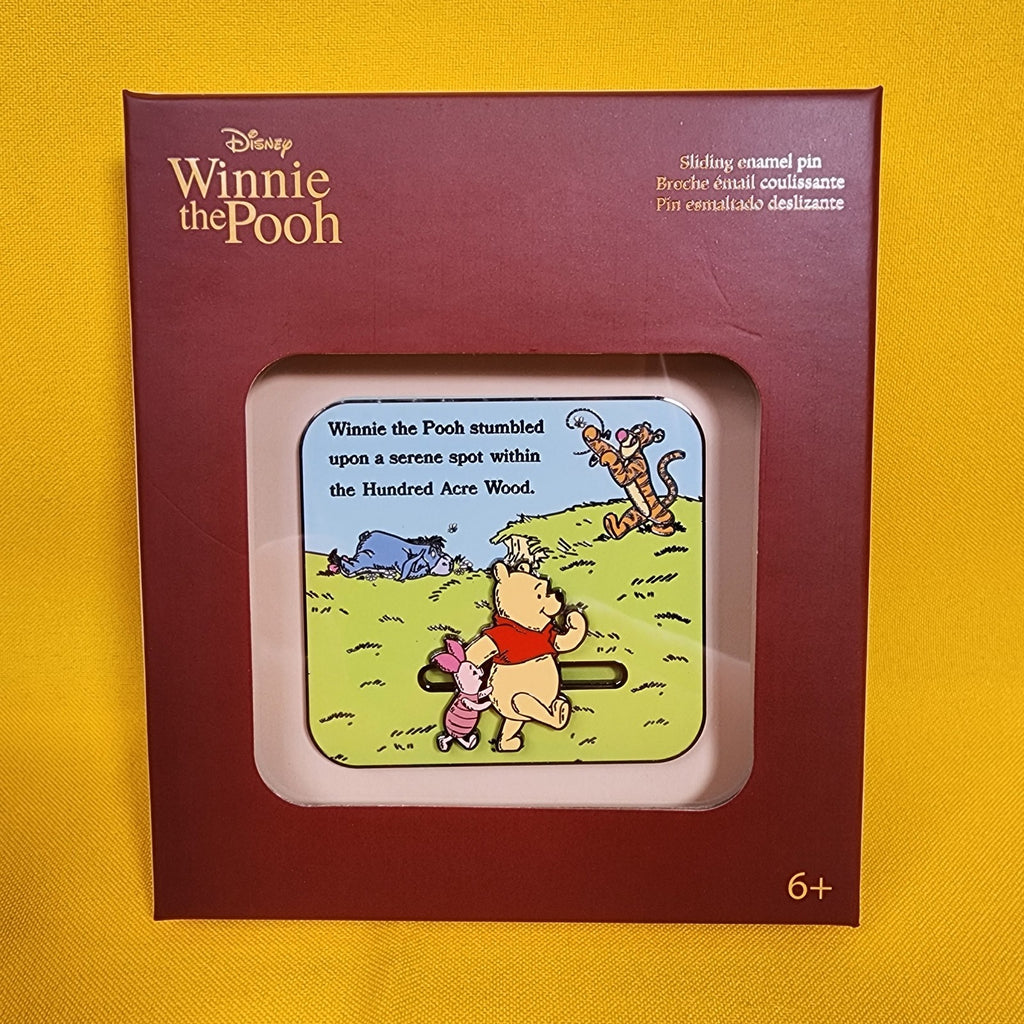 Disney
Winnie
the Pooh
Sliding enamel pin
Broche émail coulissante
Pin esmaltado deslizante
Winnie the Pooh stumbled
upon a serene spot within
the Hundred Acre Wood.
6+